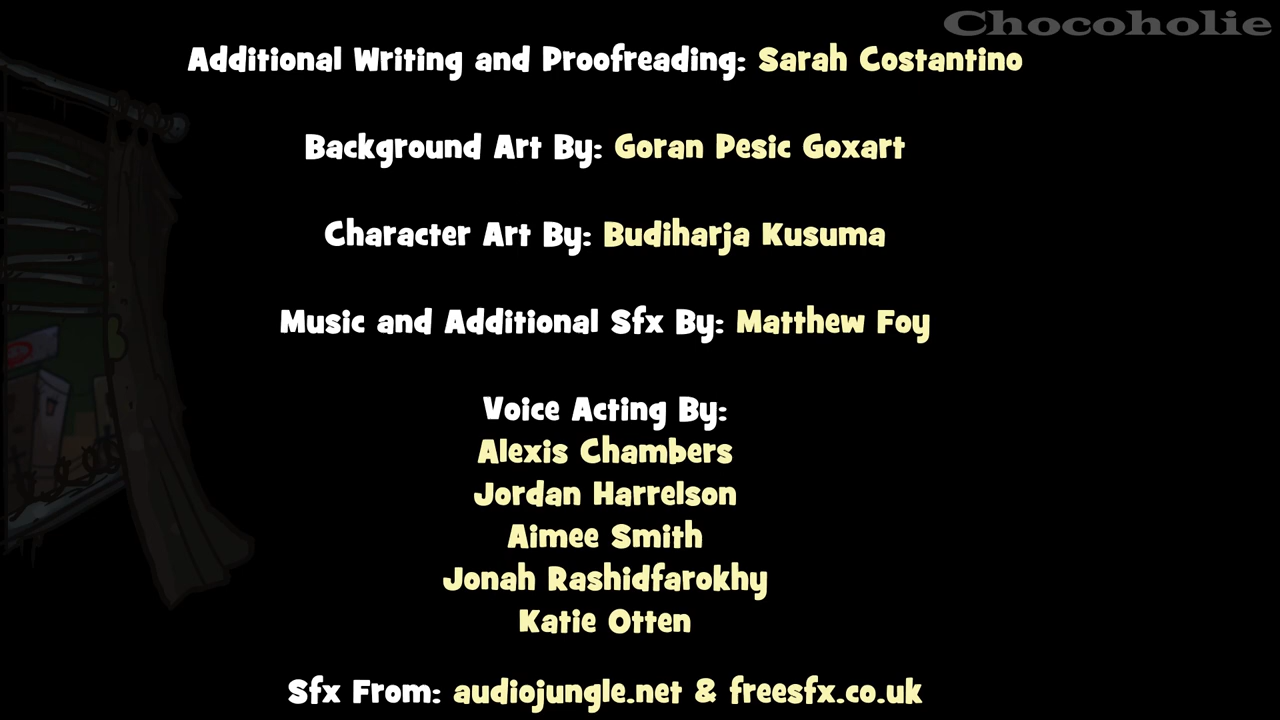 Chocoholie
Additional Writing and Proofreading: Sarah Costantino
Background Art By: Goran Pesic Goxart
Character Art By: Budiharja Kusuma
Music and Additional Sfx By: Matthew Foy
Voice Acting By:
Alexis Chambers
Jordan Harrelson
Aimee Smith
Jonah Rashidfarokhy
Katie Otten
Sfx From: audiojungle.net & freesfx.co.uk